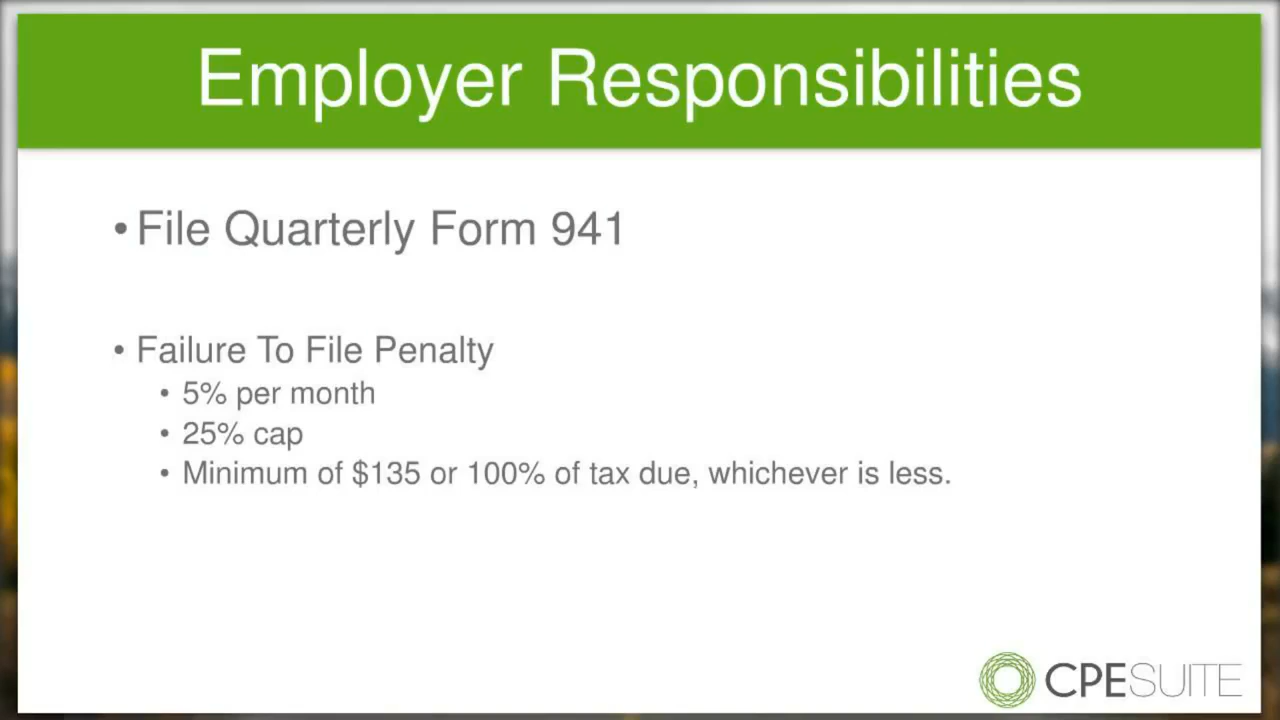 Employer Responsibilities
• File Quarterly Form 941
• Failure To File Penalty
• 5% per month
• 25% cap
• Minimum of $135 or 100% of tax due, whichever is less.
CPESUITE